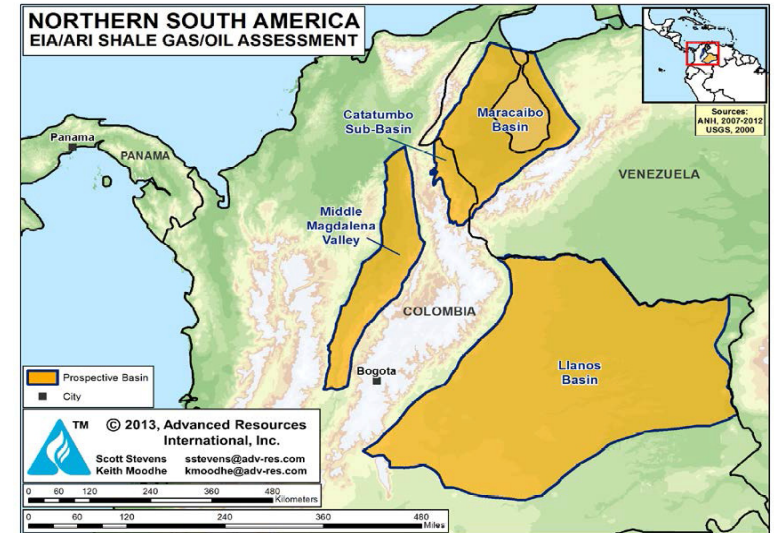 NORTHERN SOUTH AMERICA
EIA/ARI SHALE GAS/OIL ASSESSMENT
Sources:
ANH, 2007-2012
USGS, 2000
Catatumbo
Sub-Basin
Maracaibo
Basin
Panama
PANAMA
VENEZUELA
Middle
Magdalena
Valley
COLOMBIA
Llanos
Basin
Bogota
Prospective Basin
City
TM
© 2013, Advanced Resources
International, Inc.
Scott Stevens sstevens@adv-res.com
Keith Moodhe kmoodhe@adv-res.com
0 60 120 240 360 480
Kilometers
0 60 120 240 360 480
Miles